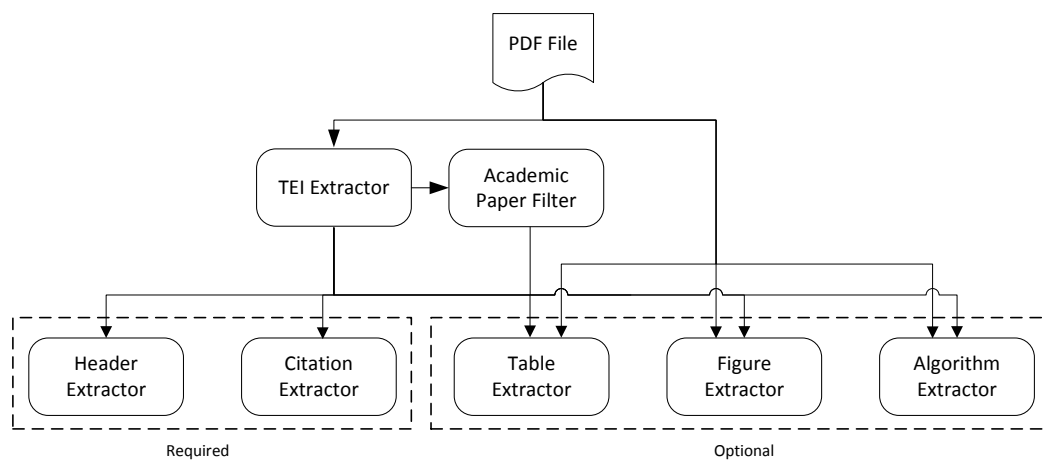 PDF File
TEI Extractor
Academic
Paper Filter
Header
Extractor
Citation
Extractor
Table
Extractor
Figure
Extractor
Algorithm
Extractor
Required
Optional